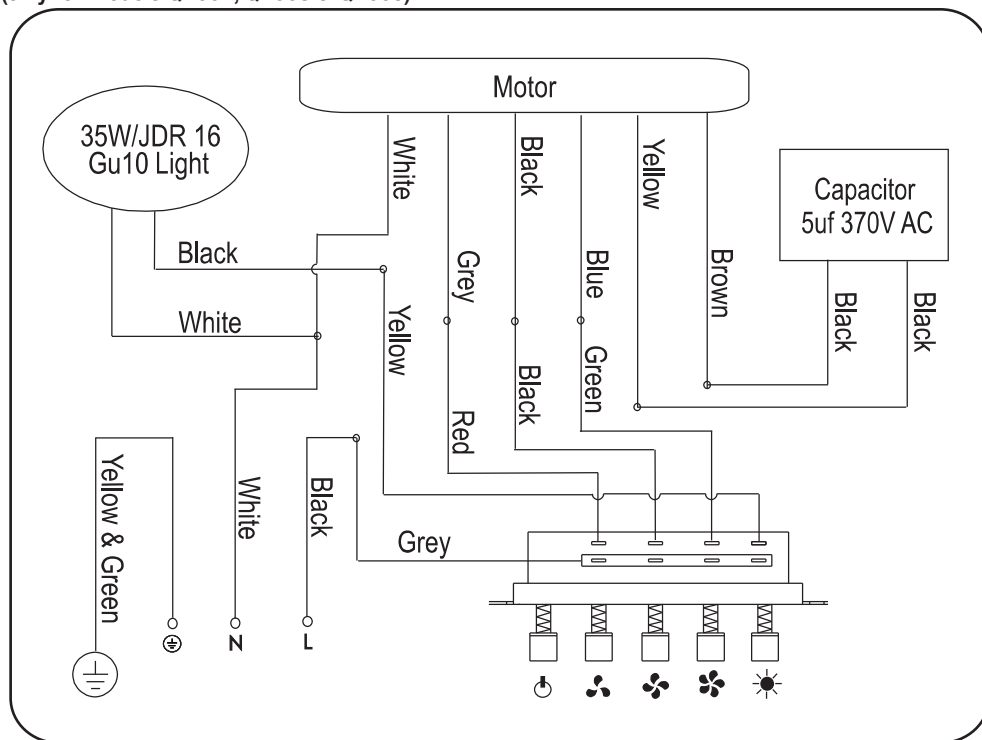 Motor
35W/JDR 16
Gu10 Light
Capacitor
5uf 370V AC
White
Grey
Black
Blue
Yellow
Brown
Black
White
Yellow
Black
Black
Red
Black
Green
Yellow & Green
White
Black
Grey
N
L